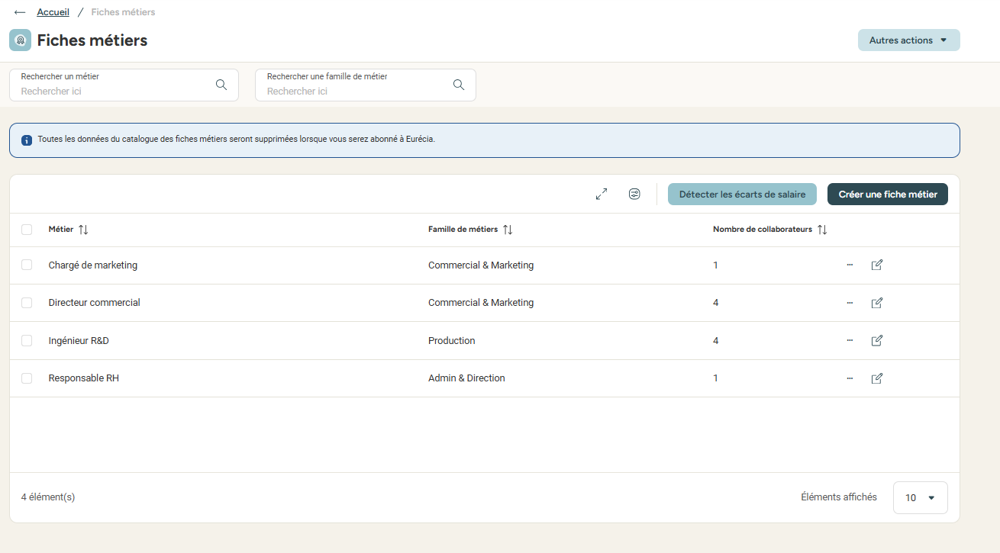 ← Accueil / Fiches métiers
Fiches métiers
Autres actions
Rechercher un métier
Rechercher ici
Rechercher une famille de métier
Rechercher ici
Toutes les données du catalogue des fiches métiers seront supprimées lorsque vous serez abonné à Eurécia.
Détecter les écarts de salaire
Créer une fiche métier
Métier Famille de métiers Nombre de collaborateurs
Chargé de marketing Commercial & Marketing 1
Directeur commercial Commercial & Marketing 4
Ingénieur R&D Production 4
Responsable RH Admin & Direction 1
4 élément(s) Éléments affichés 10